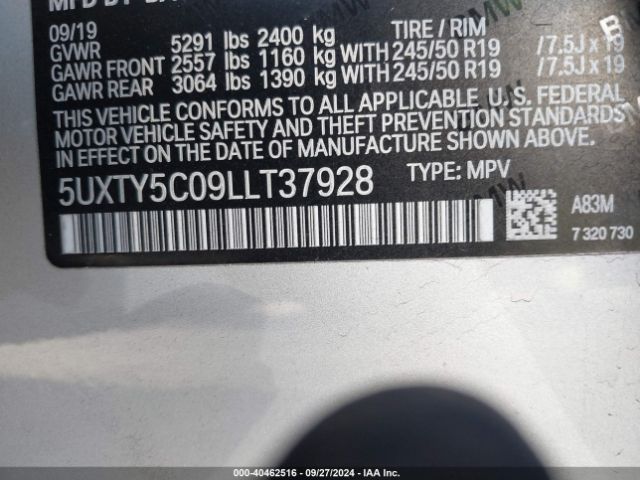 MFD BY
09/19 TIRE / RIM
GVWR 5291 lbs 2400 kg
GAWR FRONT 2557 lbs 1160 kg WITH 245/50 R19 /7.5J x 19
GAWR REAR 3064 lbs 1390 kg WITH 245/50 R19 /7.5J x 19
THIS VEHICLE CONFORMS TO ALL APPLICABLE U.S. FEDERAL
MOTOR VEHICLE SAFETY AND THEFT PREVENTION STANDARDS
IN EFFECT ON THE DATE OF MANUFACTURE SHOWN ABOVE.
5UXTY5C09LLT37928 TYPE: MPV
A83M
7 320 730
000-40462516 - 09/27/2024 - IAA Inc.